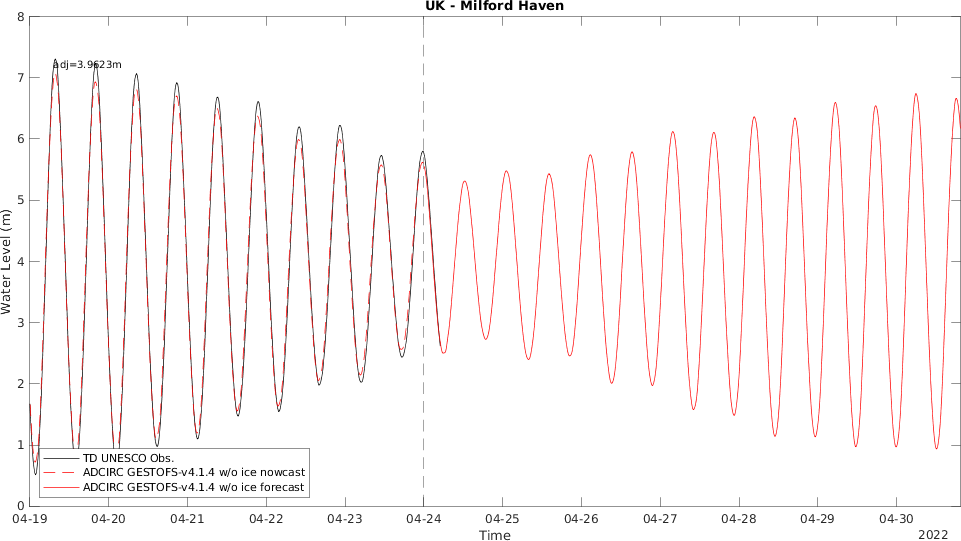 UK - Milford Haven
adj=3.9623m
Water Level (m)
8
7
6
5
4
3
2
1
0
TD UNESCO Obs.
ADCIRC GESTOFS-v4.1.4 w/o ice nowcast
ADCIRC GESTOFS-v4.1.4 w/o ice forecast
04-19 04-20 04-21 04-22 04-23 04-24 04-25 04-26 04-27 04-28 04-29 04-30
Time
2022